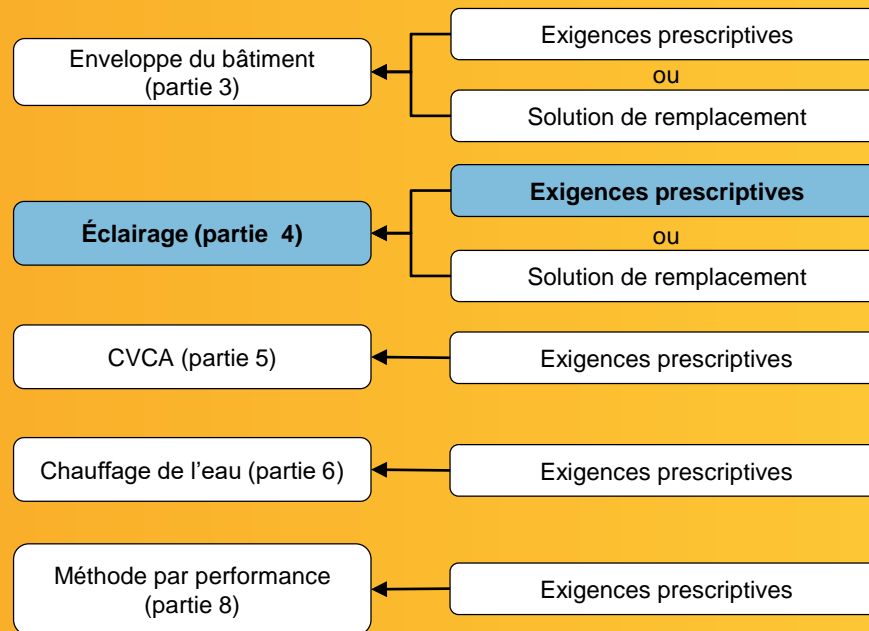 Enveloppe du bâtiment
(partie 3)
Exigences prescriptives
ou
Solution de remplacement
Éclairage (partie 4)
Exigences prescriptives
ou
Solution de remplacement
CVCA (partie 5)
Exigences prescriptives
Chauffage de l’eau (partie 6)
Exigences prescriptives
Méthode par performance
(partie 8)
Exigences prescriptives